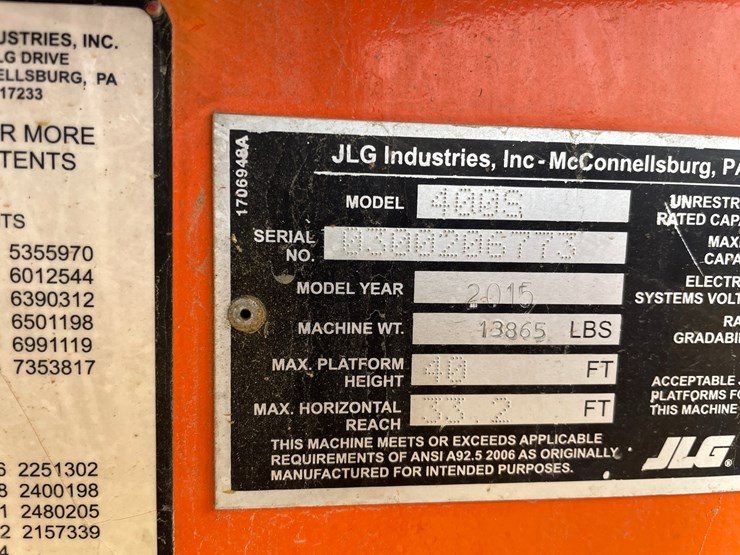 USTRIES, INC.
LG DRIVE
ELLSBURG, PA
17233
R MORE
TENTS
TS
5355970
6012544
6390312
6501198
6991119
7353817
2251302
8 2400198
1 2480205
2 2157339
1706948A
JLG Industries, Inc - McConnellsburg, PA
MODEL 400S
SERIAL NO. 0300206773
MODEL YEAR 2015
MACHINE WT. 13865 LBS
MAX. PLATFORM
HEIGHT 40 FT
MAX. HORIZONTAL
REACH 33 2 FT
THIS MACHINE MEETS OR EXCEEDS APPLICABLE
REQUIREMENTS OF ANSI A92.5 2006 AS ORIGINALLY
MANUFACTURED FOR INTENDED PURPOSES.
UNRESTR
RATED CAPA
MAX
CAPA
ELECTR
SYSTEMS VOLT
RA
GRADABI
ACCEPTABLE
PLATFORMS FO
THIS MACHINE
JLG